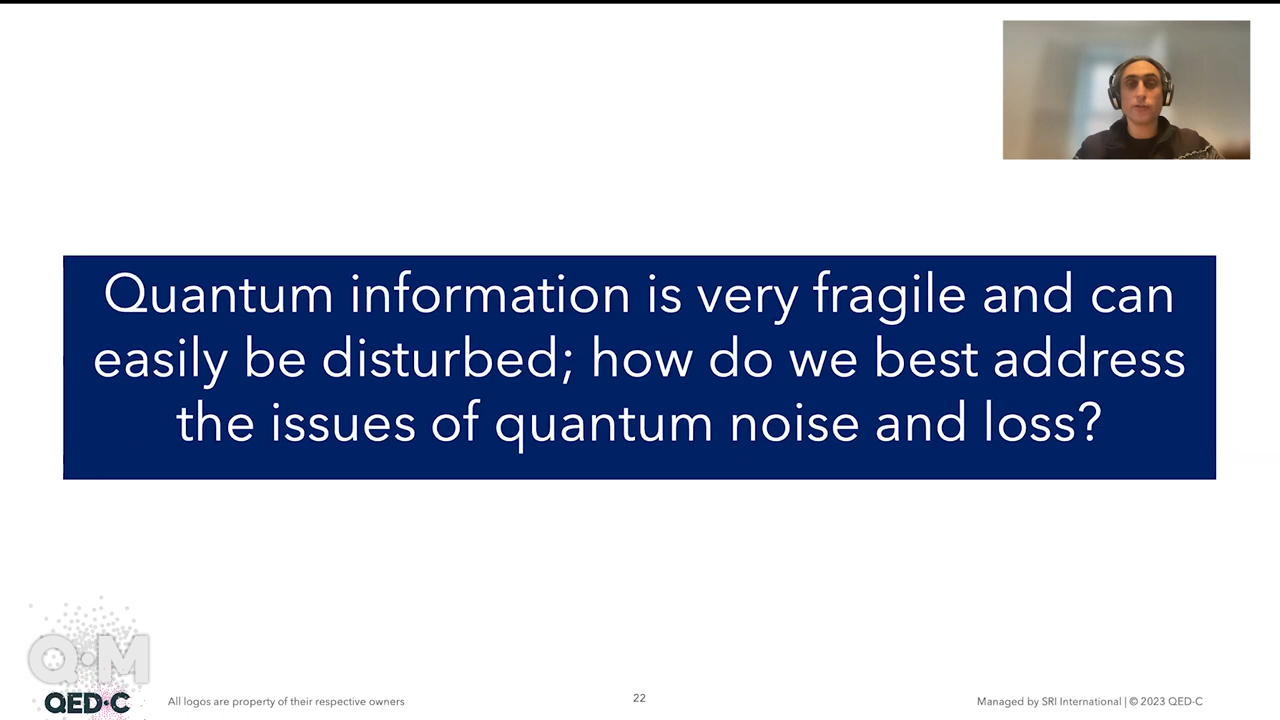 Quantum information is very fragile and can
easily be disturbed; how do we best address
the issues of quantum noise and loss?
Q•M
QED•C
All logos are property of their respective owners
22
Managed by SRI International | © 2023 QED-C